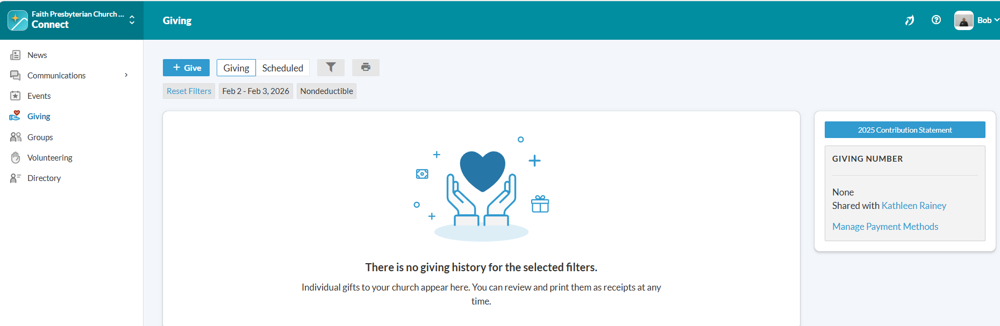 Faith Presbyterian Church ...
Connect
Giving
Bob
News
Communications
Events
Giving
Groups
Volunteering
Directory
+ Give
Giving
Scheduled
Reset Filters
Feb 2 - Feb 3, 2026
Nondeductible
There is no giving history for the selected filters.
Individual gifts to your church appear here. You can review and print them as receipts at any
time.
2025 Contribution Statement
GIVING NUMBER
None
Shared with Kathleen Rainey
Manage Payment Methods